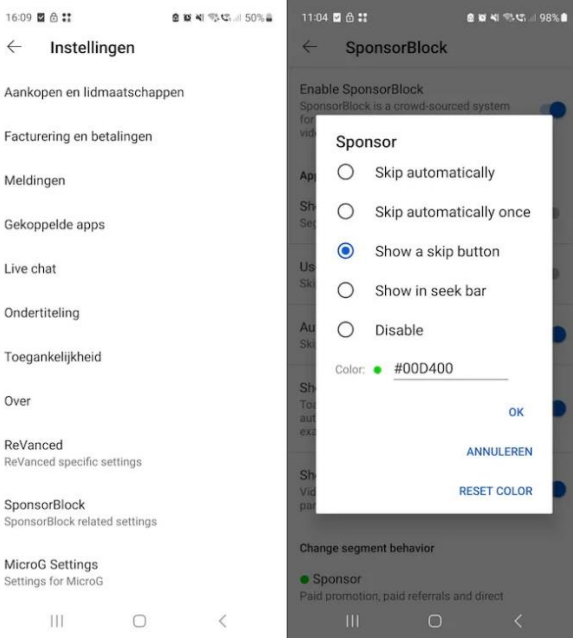 16:09
50%
Instellingen
Aankopen en lidmaatschappen
Facturering en betalingen
Meldingen
Gekoppelde apps
Live chat
Ondertiteling
Toegankelijkheid
Over
ReVanced
ReVanced specific settings
SponsorBlock
SponsorBlock related settings
MicroG Settings
Settings for MicroG
11:04
98%
SponsorBlock
Enable SponsorBlock
SponsorBlock is a crowd-sourced system
for
Sponsor
Skip automatically
Skip automatically once
Show a skip button
Show in seek bar
Disable
Color:
#00D400
OK
ANNULEREN
RESET COLOR
Change segment behavior
Sponsor
Paid promotion, paid referrals and direct